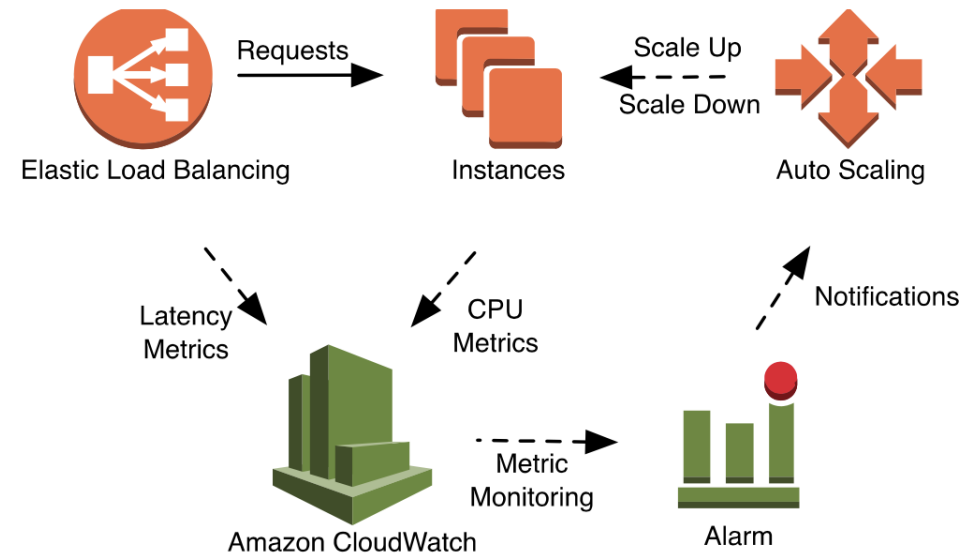 Requests
Scale Up
Scale Down
Elastic Load Balancing
Instances
Auto Scaling
Latency
Metrics
CPU
Metrics
Notifications
Metric
Monitoring
Amazon CloudWatch
Alarm